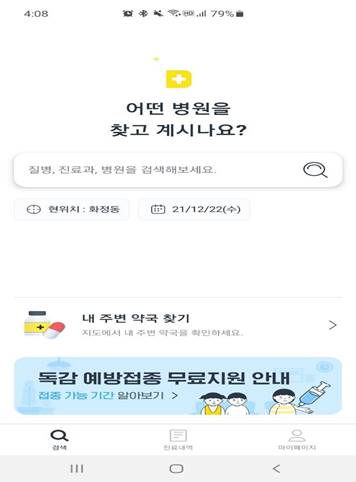 4:08
79%
어떤 병원을
찾고 계시나요?
질병, 진료과, 병원을 검색해보세요.
현위치 : 화정동
21/12/22(수)
내 주변 약국 찾기
지도에서 내 주변 약국을 확인하세요.
독감 예방접종 무료지원 안내
접종 가능 기간 알아보기 >
검색
진료내역
마이페이지